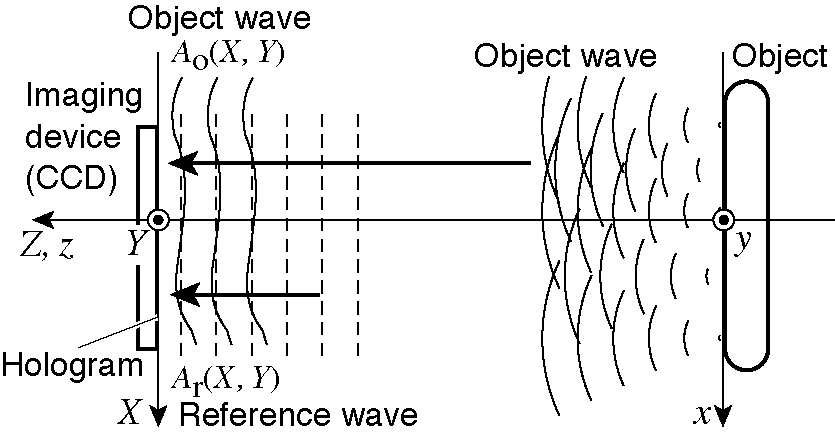 Object wave
Aₒ(X, Y)
Object wave
Object
Imaging
device
(CCD)
Z, z
Y
y
Hologram
Aᵣ(X, Y)
X
Reference wave
x